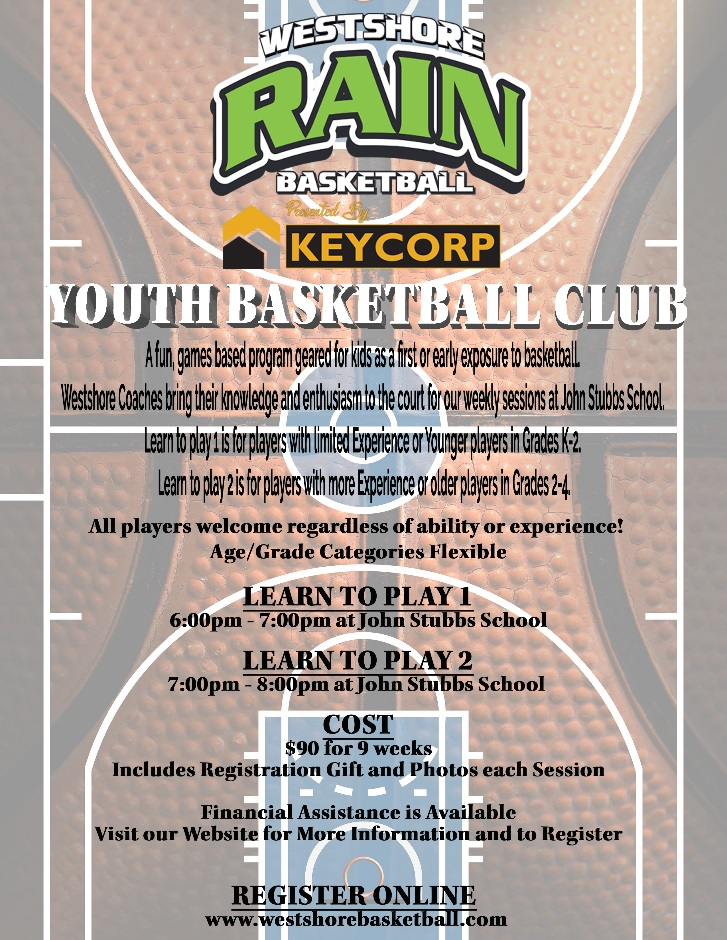 WESTSHORE
RAIN
BASKETBALL
Presented By
KEYCORP
YOUTH BASKETBALL CLUB
A fun, games based program geared for kids as a first or early exposure to basketball.
Westshore Coaches bring their knowledge and enthusiasm to the court for our weekly sessions at John Stubbs School.
Learn to play 1 is for players with limited Experience or Younger players in Grades K-2.
Learn to play 2 is for players with more Experience or older players in Grades 2-4.
All players welcome regardless of ability or experience!
Age/Grade Categories Flexible
LEARN TO PLAY 1
6:00pm - 7:00pm at John Stubbs School
LEARN TO PLAY 2
7:00pm - 8:00pm at John Stubbs School
COST
$90 for 9 weeks
Includes Registration Gift and Photos each Session
Financial Assistance is Available
Visit our Website for More Information and to Register
REGISTER ONLINE
www.westshorebasketball.com